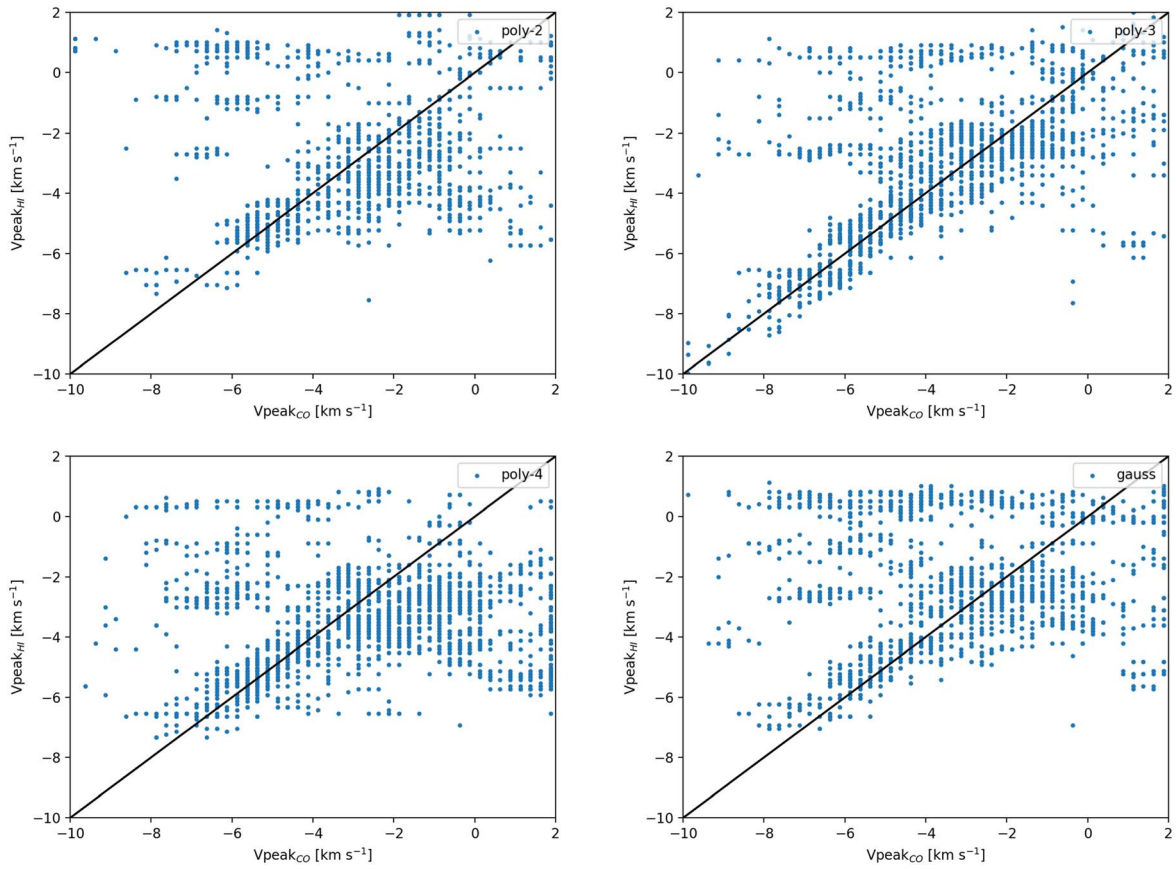 2
0
−2
−4
−6
−8
−10
Vpeak_HI [km s⁻¹]
poly-2
−10 −8 −6 −4 −2 0 2
Vpeak_CO [km s⁻¹]
2
0
−2
−4
−6
−8
−10
Vpeak_HI [km s⁻¹]
poly-3
−10 −8 −6 −4 −2 0 2
Vpeak_CO [km s⁻¹]
2
0
−2
−4
−6
−8
−10
Vpeak_HI [km s⁻¹]
poly-4
−10 −8 −6 −4 −2 0 2
Vpeak_CO [km s⁻¹]
2
0
−2
−4
−6
−8
−10
Vpeak_HI [km s⁻¹]
gauss
−10 −8 −6 −4 −2 0 2
Vpeak_CO [km s⁻¹]